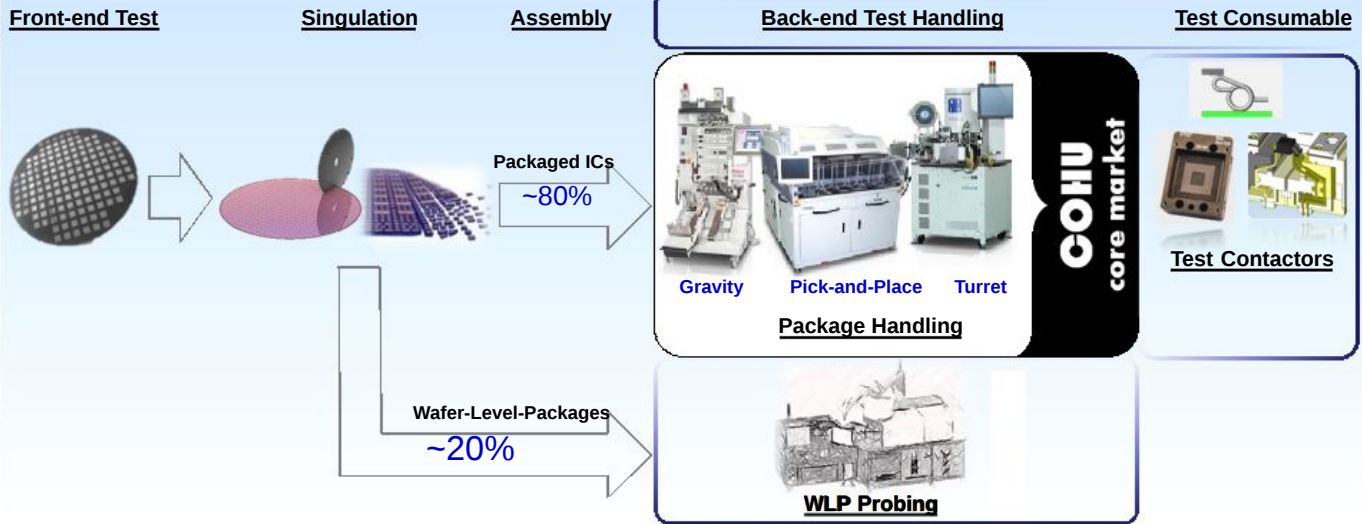 Front-end Test
Singulation
Assembly
Back-end Test Handling
Test Consumable
Packaged ICs
~80%
COHU
core market
Gravity
Pick-and-Place
Turret
Package Handling
Test Contactors
Wafer-Level-Packages
~20%
WLP Probing